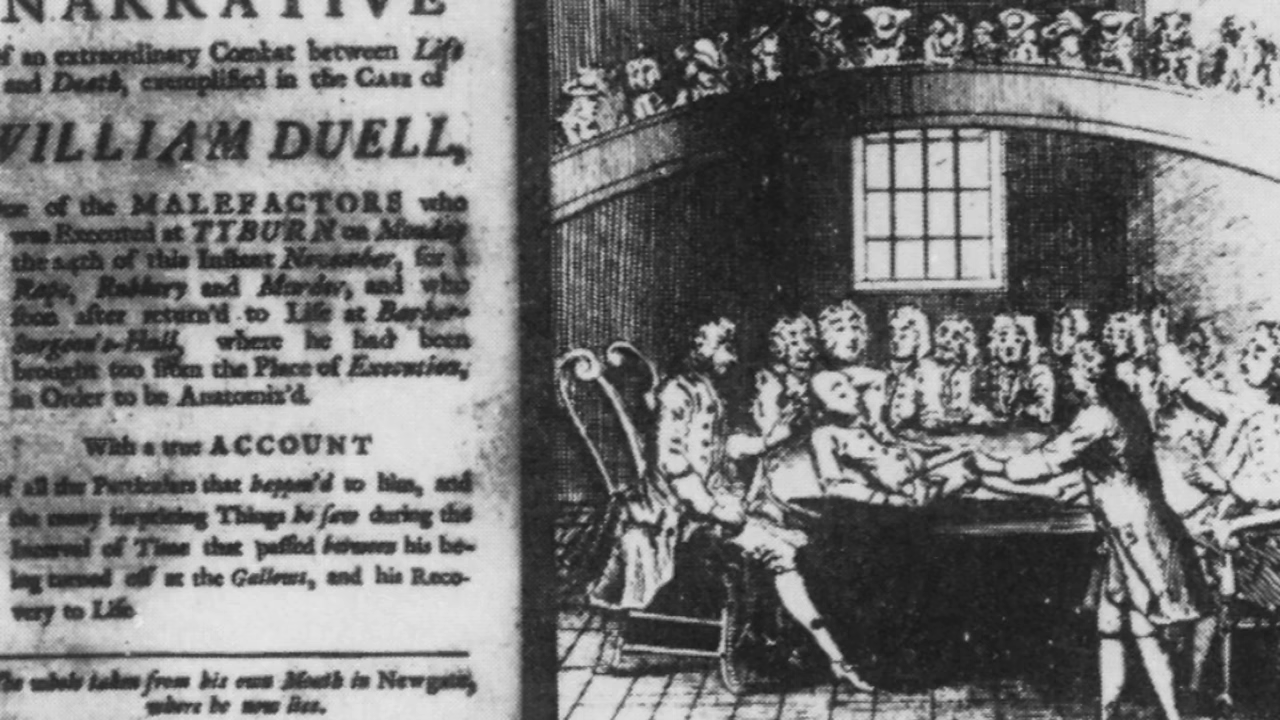 NARRATIVE
of an extraordinary Combat between Life
and Death, exemplified in the CASE of
WILLIAM DUELL,
of the MALEFACTORS who
was Executed at TYBURN on Monday
the 24th of this Instant November, for
Rape, Robbery and Murder, and who
soon after return'd to Life at Barber-
Surgeons-Hall, where he had been
brought too from the Place of Execution,
in Order to be Anatomiz'd.
With a true ACCOUNT
of all the Particulars that happen'd to him, and
the many surprizing Things he saw during the
Interval of Time that passed between his be-
ing turned off at the Gallows, and his Reco-
very to Life
The whole taken from his own Mouth in Newgate,
where he now lies.